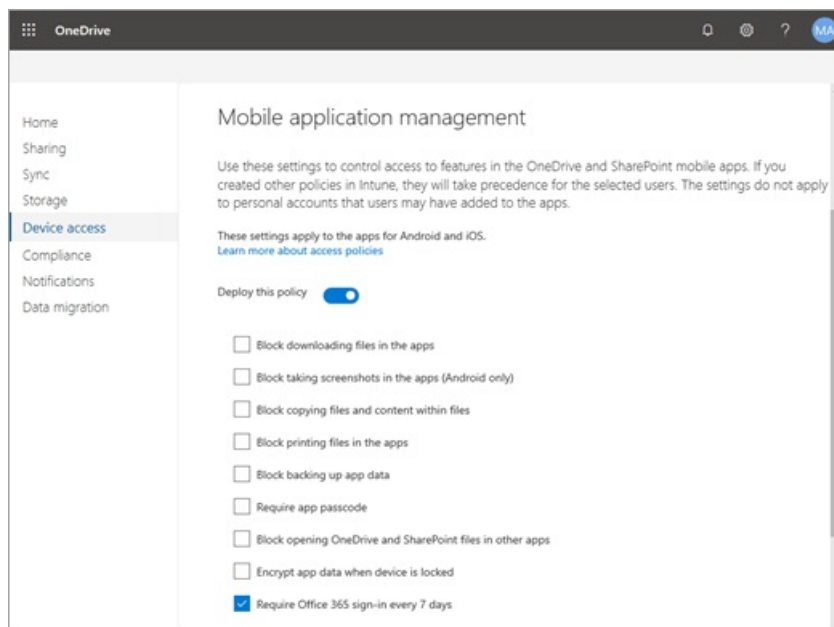 OneDrive
?
MA
Home
Sharing
Sync
Storage
Device access
Compliance
Notifications
Data migration
Mobile application management
Use these settings to control access to features in the OneDrive and SharePoint mobile apps. If you
created other policies in Intune, they will take precedence for the selected users. The settings do not apply
to personal accounts that users may have added to the apps.
These settings apply to the apps for Android and iOS.
Learn more about access policies
Deploy this policy
Block downloading files in the apps
Block taking screenshots in the apps (Android only)
Block copying files and content within files
Block printing files in the apps
Block backing up app data
Require app passcode
Block opening OneDrive and SharePoint files in other apps
Encrypt app data when device is locked
Require Office 365 sign-in every 7 days